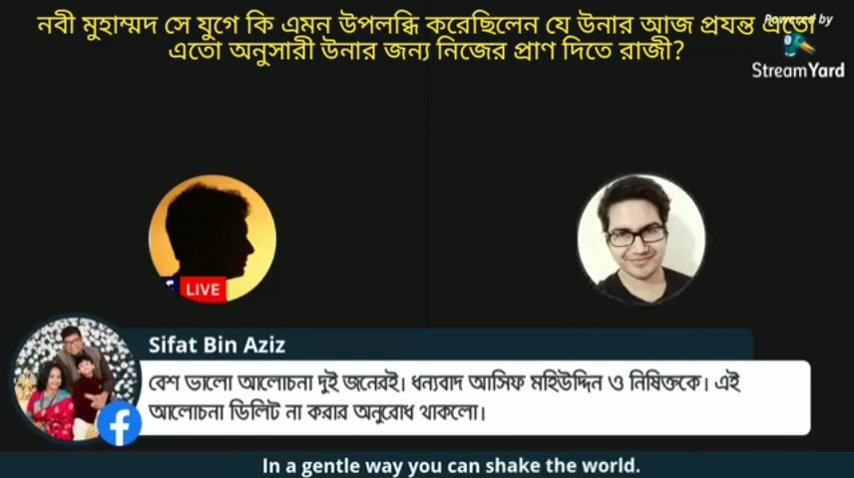 Powered by
নবী মুহাম্মদ সে যুগে কি এমন উপলব্ধি করেছিলেন যে উনার আজ প্রযন্ত এতো
এতো অনুসারী উনার জন্য নিজের প্রাণ দিতে রাজী?
StreamYard
LIVE
Sifat Bin Aziz
বেশ ভালো আলোচনা দুই জনেরই। ধন্যবাদ আসিফ মহিউদ্দিন ও নিষিক্তকে। এই
আলোচনা ডিলিট না করার অনুরোধ থাকলো।
In a gentle way you can shake the world.